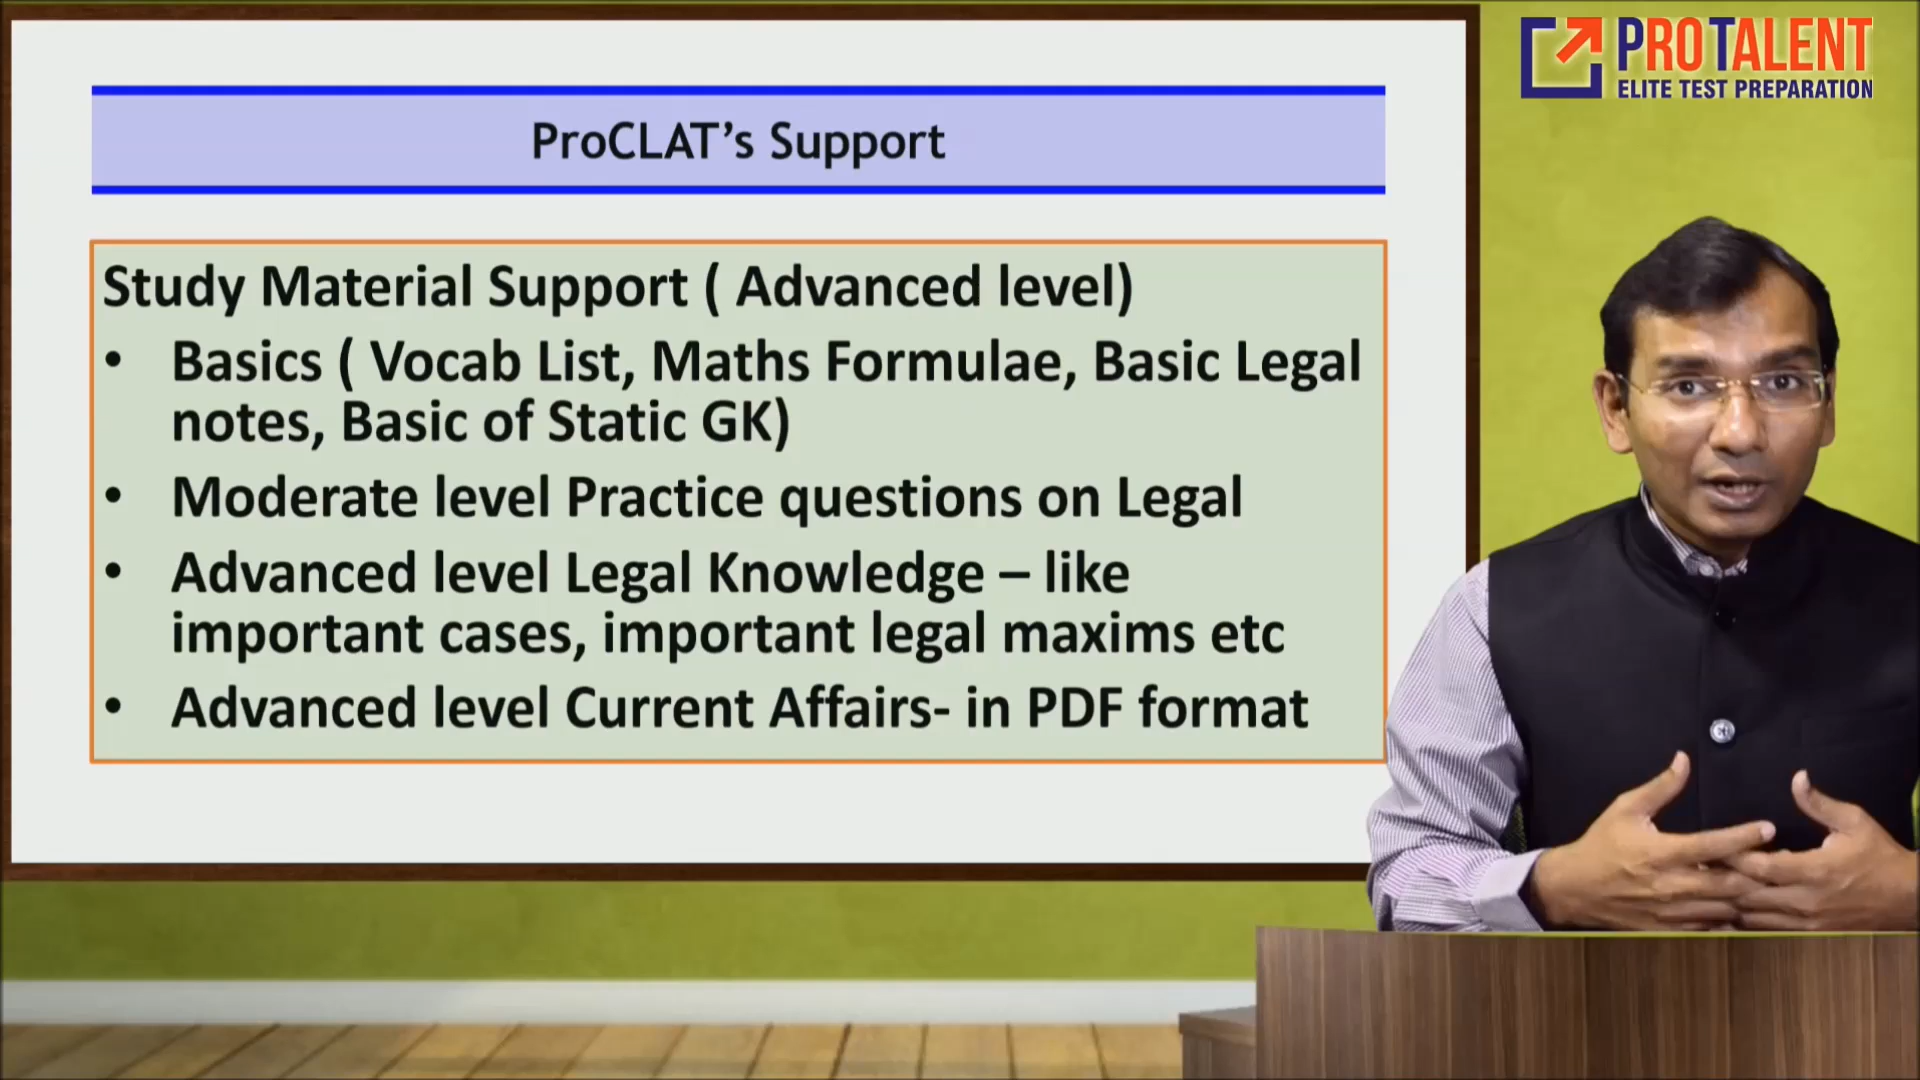 PROTALENT
ELITE TEST PREPARATION
ProCLAT’s Support
Study Material Support ( Advanced level)
• Basics ( Vocab List, Maths Formulae, Basic Legal
notes, Basic of Static GK)
• Moderate level Practice questions on Legal
• Advanced level Legal Knowledge – like
important cases, important legal maxims etc
• Advanced level Current Affairs- in PDF format